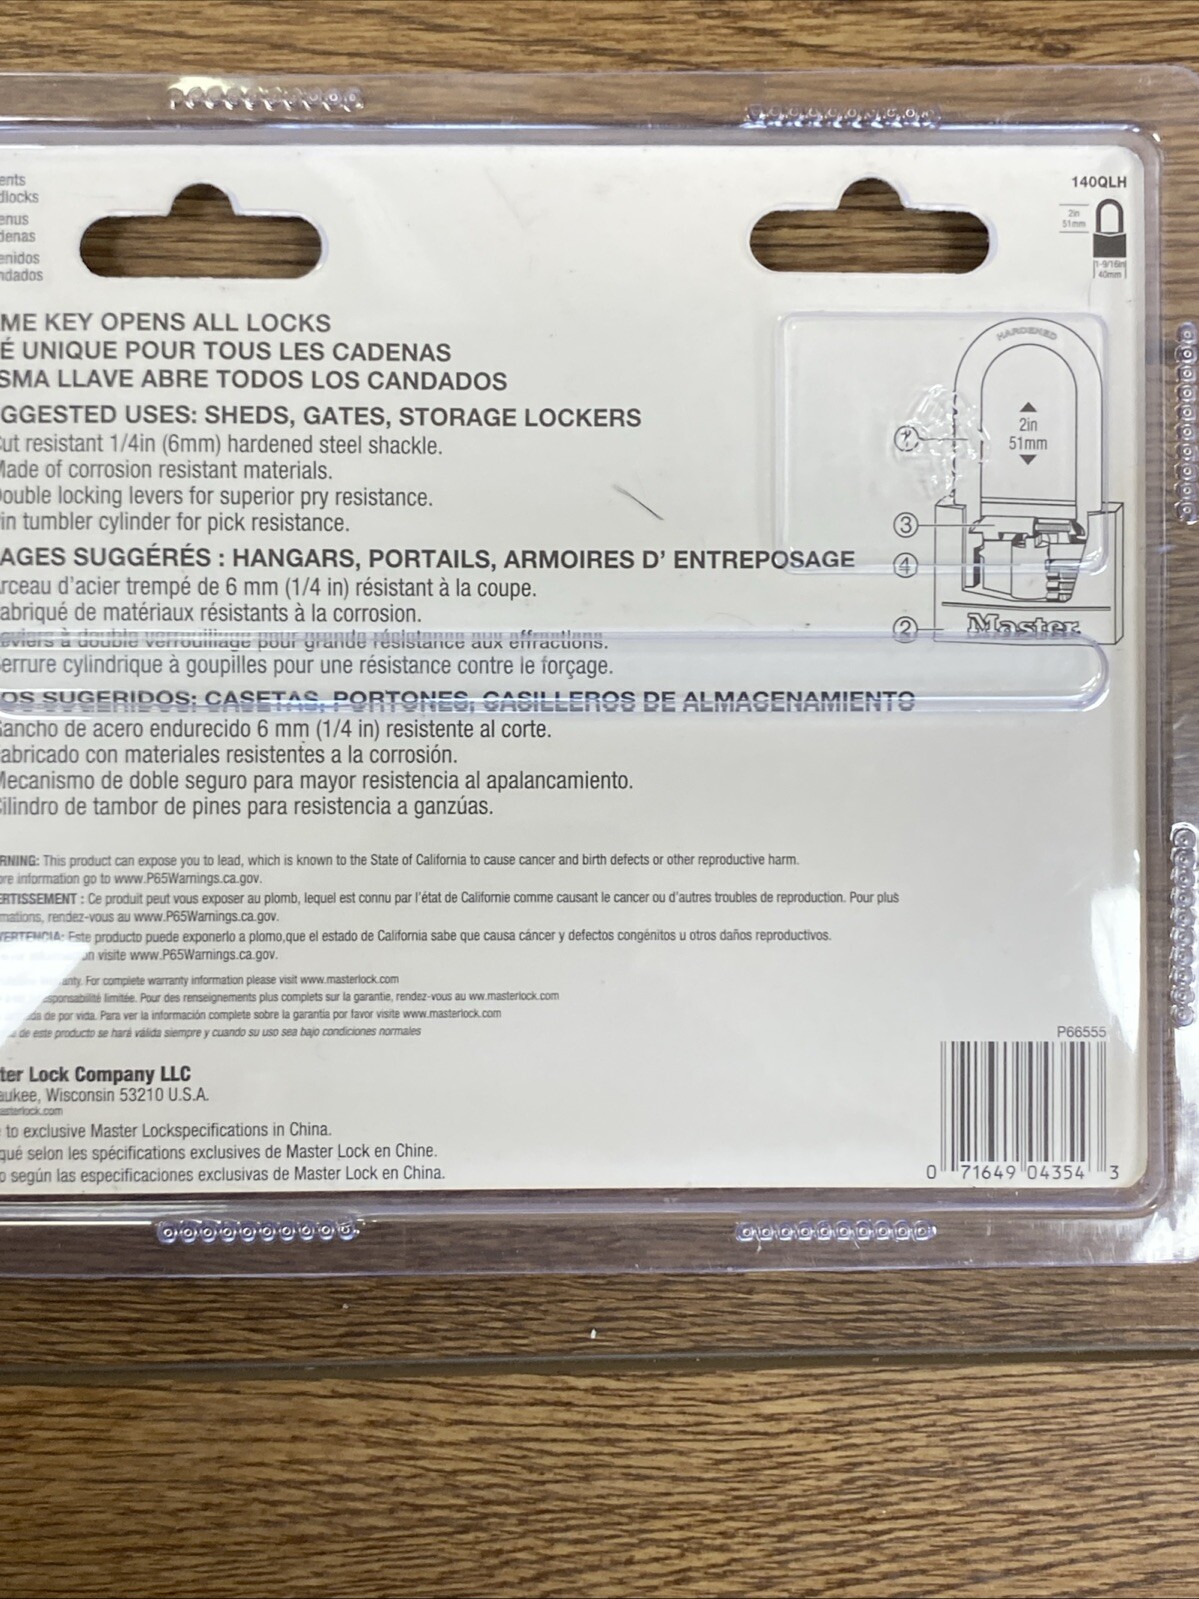 ents
dlocks
enus
denas
enidos
ndados
140QLH
2in
51mm
1-9/16in
40mm
ME KEY OPENS ALL LOCKS
É UNIQUE POUR TOUS LES CADENAS
SMA LLAVE ABRE TODOS LOS CANDADOS
GGESTED USES: SHEDS, GATES, STORAGE LOCKERS
ut resistant 1/4in (6mm) hardened steel shackle.
Made of corrosion resistant materials.
ouble locking levers for superior pry resistance.
in tumbler cylinder for pick resistance.
AGES SUGGÉRÉS : HANGARS, PORTAILS, ARMOIRES D' ENTREPOSAGE
rceau d'acier trempé de 6 mm (1/4 in) résistant à la coupe.
abriqué de matériaux résistants à la corrosion.
eviers à double verrouillage pour grande résistance aux effractions.
errure cylindrique à goupilles pour une résistance contre le forçage.
OS SUGERIDOS: CASETAS, PORTONES, CASILLEROS DE ALMACENAMIENTO
ancho de acero endurecido 6 mm (1/4 in) resistente al corte.
abricado con materiales resistentes a la corrosión.
Mecanismo de doble seguro para mayor resistencia al apalancamiento.
ilindro de tambor de pines para resistencia a ganzúas.
HARDENED
2in
51mm
1
3
4
2
Master
RNING: This product can expose you to lead, which is known to the State of California to cause cancer and birth defects or other reproductive harm.
ore information go to www.P65Warnings.ca.gov.
ERTISSEMENT : Ce produit peut vous exposer au plomb, lequel est connu par l'état de Californie comme causant le cancer ou d'autres troubles de reproduction. Pour plus
mations, rendez-vous au www.P65Warnings.ca.gov.
VERTENCIA: Este producto puede exponerlo a plomo,que el estado de California sabe que causa cáncer y defectos congénitos u otros daños reproductivos.
n visite www.P65Warnings.ca.gov.
anty. For complete warranty information please visit www.masterlock.com
sponsabilité limitée. Pour des renseignements plus complets sur la garantie, rendez-vous au ww.masterlock.com
da de por vida. Para ver la información complete sobre la garantía por favor visite www.masterlock.com
de este producto se hará válida siempre y cuando su uso sea bajo condiciones normales
ter Lock Company LLC
aukee, Wisconsin 53210 U.S.A.
asterlock.com
to exclusive Master Lockspecifications in China.
qué selon les spécifications exclusives de Master Lock en Chine.
o según las especificaciones exclusivas de Master Lock en China.
P66555
0 71649 04354 3